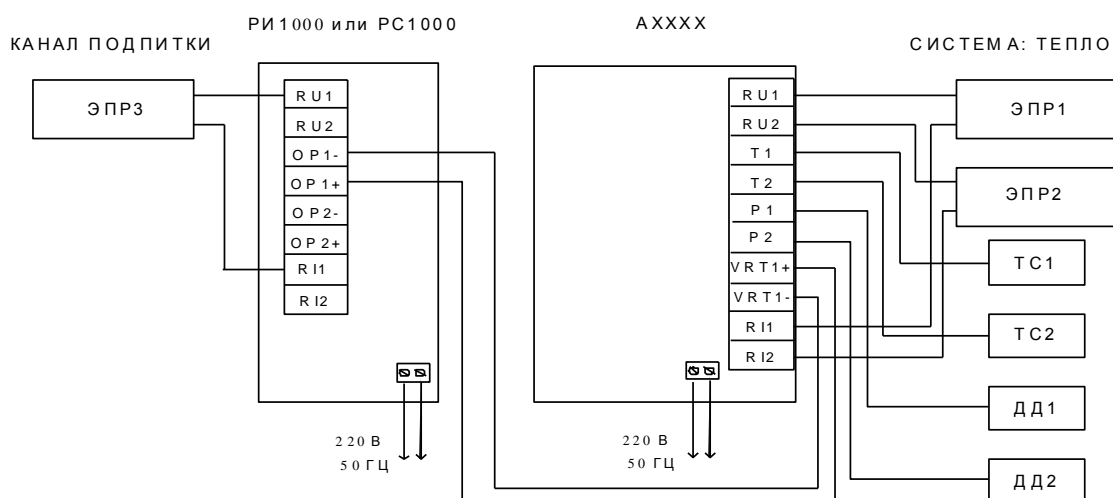 РИ1000 или РС1000
АХХХХ
КАНАЛ ПОДПИТКИ
СИСТЕМА: ТЕПЛО
ЭПР3
RU1
RU2
OP1-
OP1+
OP2-
OP2+
RI1
RI2
220 В
50 ГЦ
RU1
RU2
T1
T2
P1
P2
VRT1+
VRT1-
RI1
RI2
220 В
50 ГЦ
ЭПР1
ЭПР2
ТС1
ТС2
ДД1
ДД2